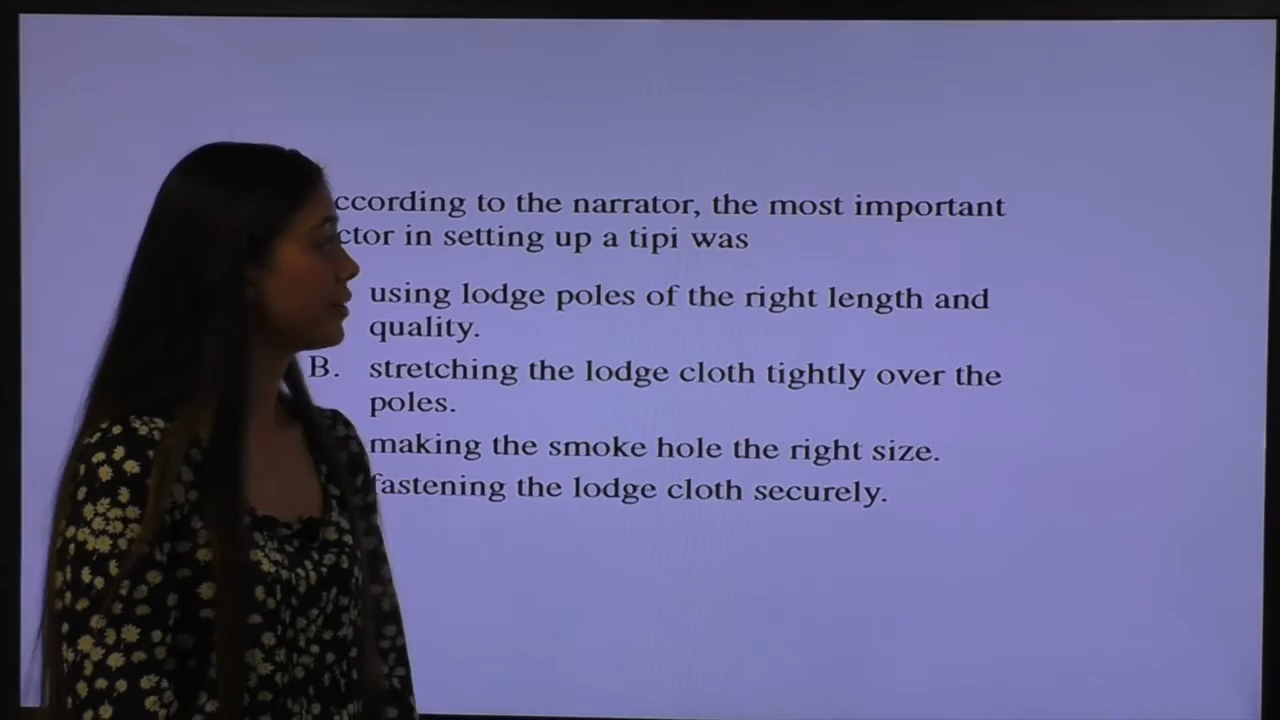 ccording to the narrator, the most important
ctor in setting up a tipi was
using lodge poles of the right length and
quality.
B. stretching the lodge cloth tightly over the
poles.
making the smoke hole the right size.
fastening the lodge cloth securely.